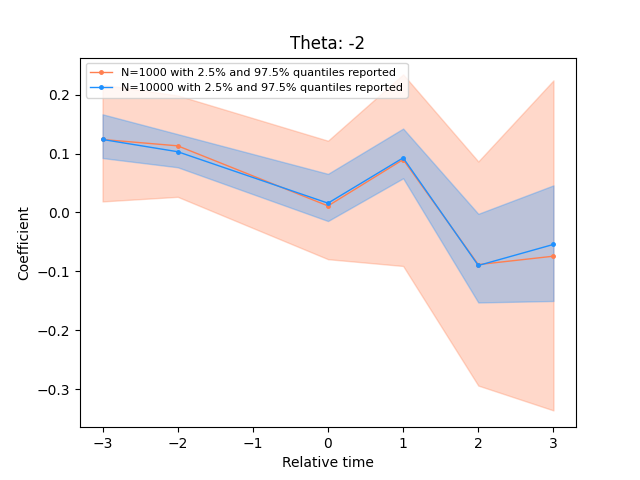 Theta: -2
N=1000 with 2.5% and 97.5% quantiles reported
N=10000 with 2.5% and 97.5% quantiles reported
0.2
0.1
0.0
−0.1
−0.2
−0.3
Coefficient
−3 −2 −1 0 1 2 3
Relative time